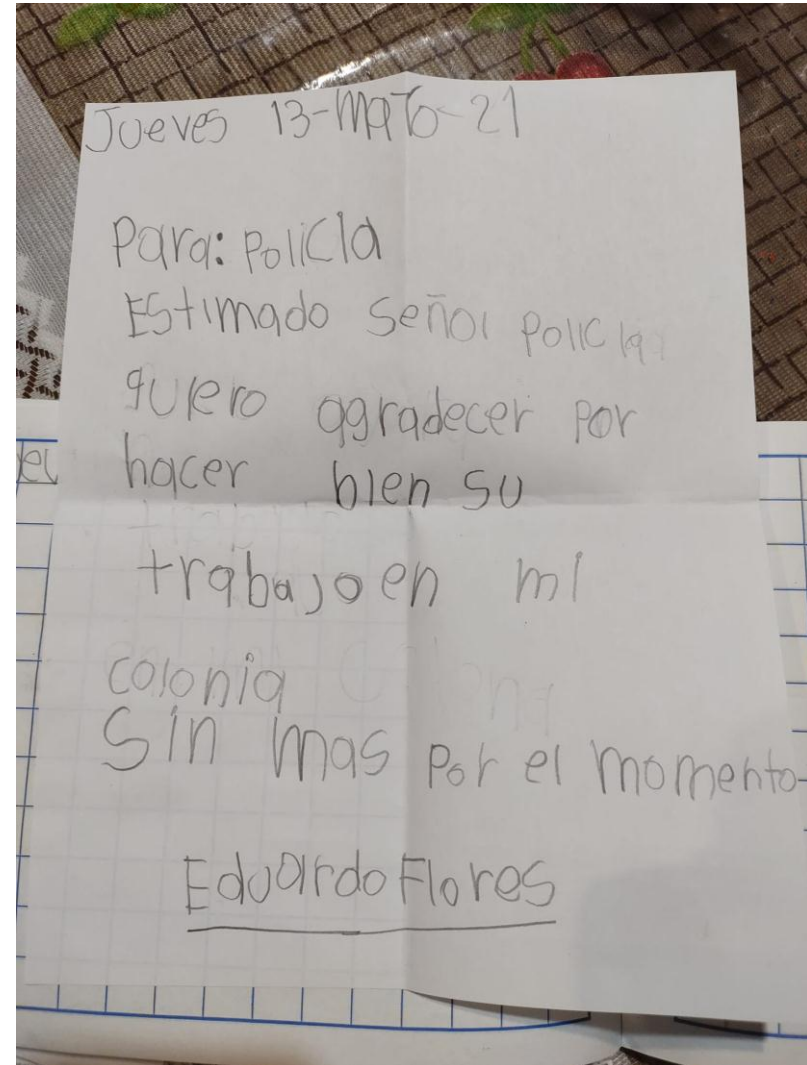 Jueves 13-Mayo-21
Para: Policia
Estimado Señor Policia
quiero agradecer por
hacer bien su
trabajo en mi
colonia
Sin mas por el momento
Eduardo Flores